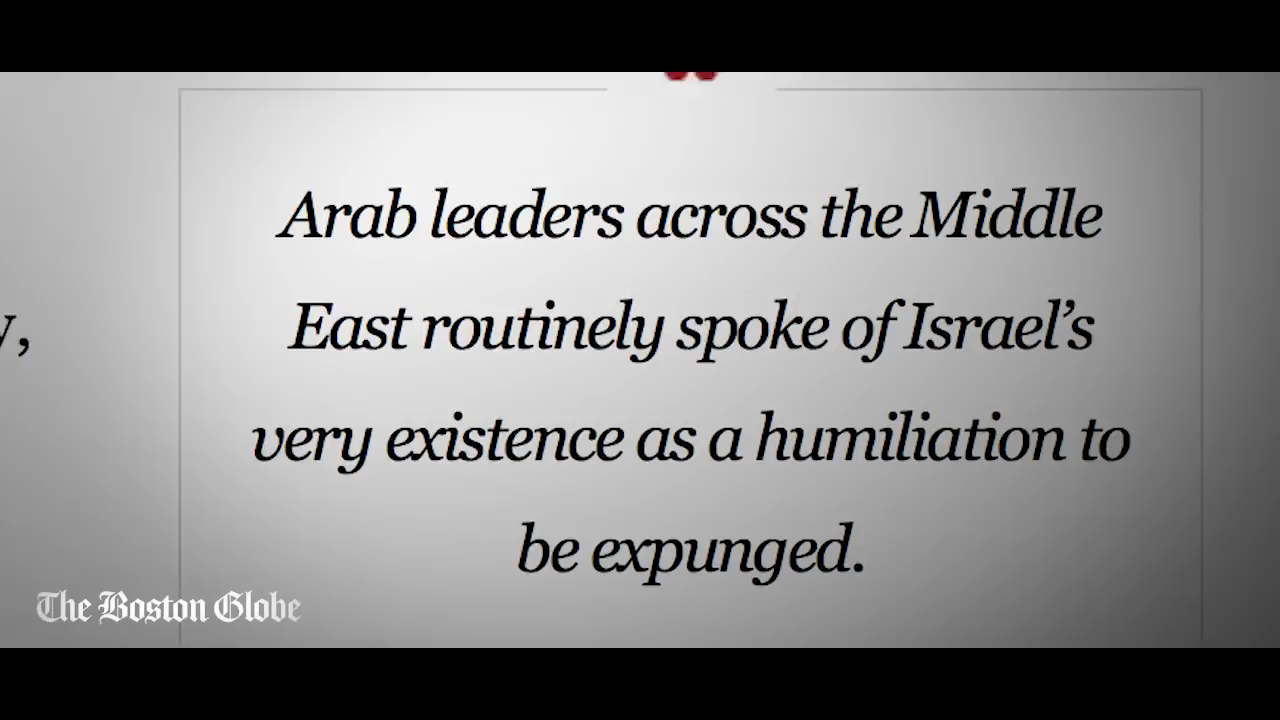 Arab leaders across the Middle
East routinely spoke of Israel’s
very existence as a humiliation to
be expunged.
The Boston Globe